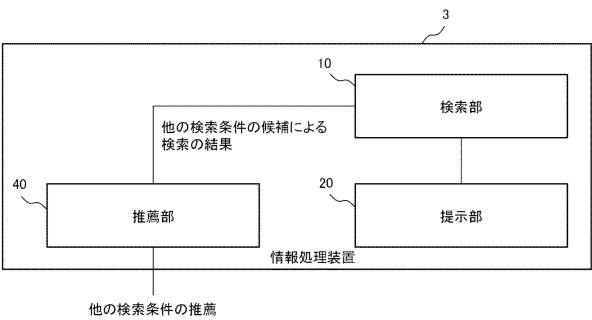 3
10
検索部
他の検索条件の候補による
検索の結果
40
推薦部
20
提示部
情報処理装置
他の検索条件の推薦